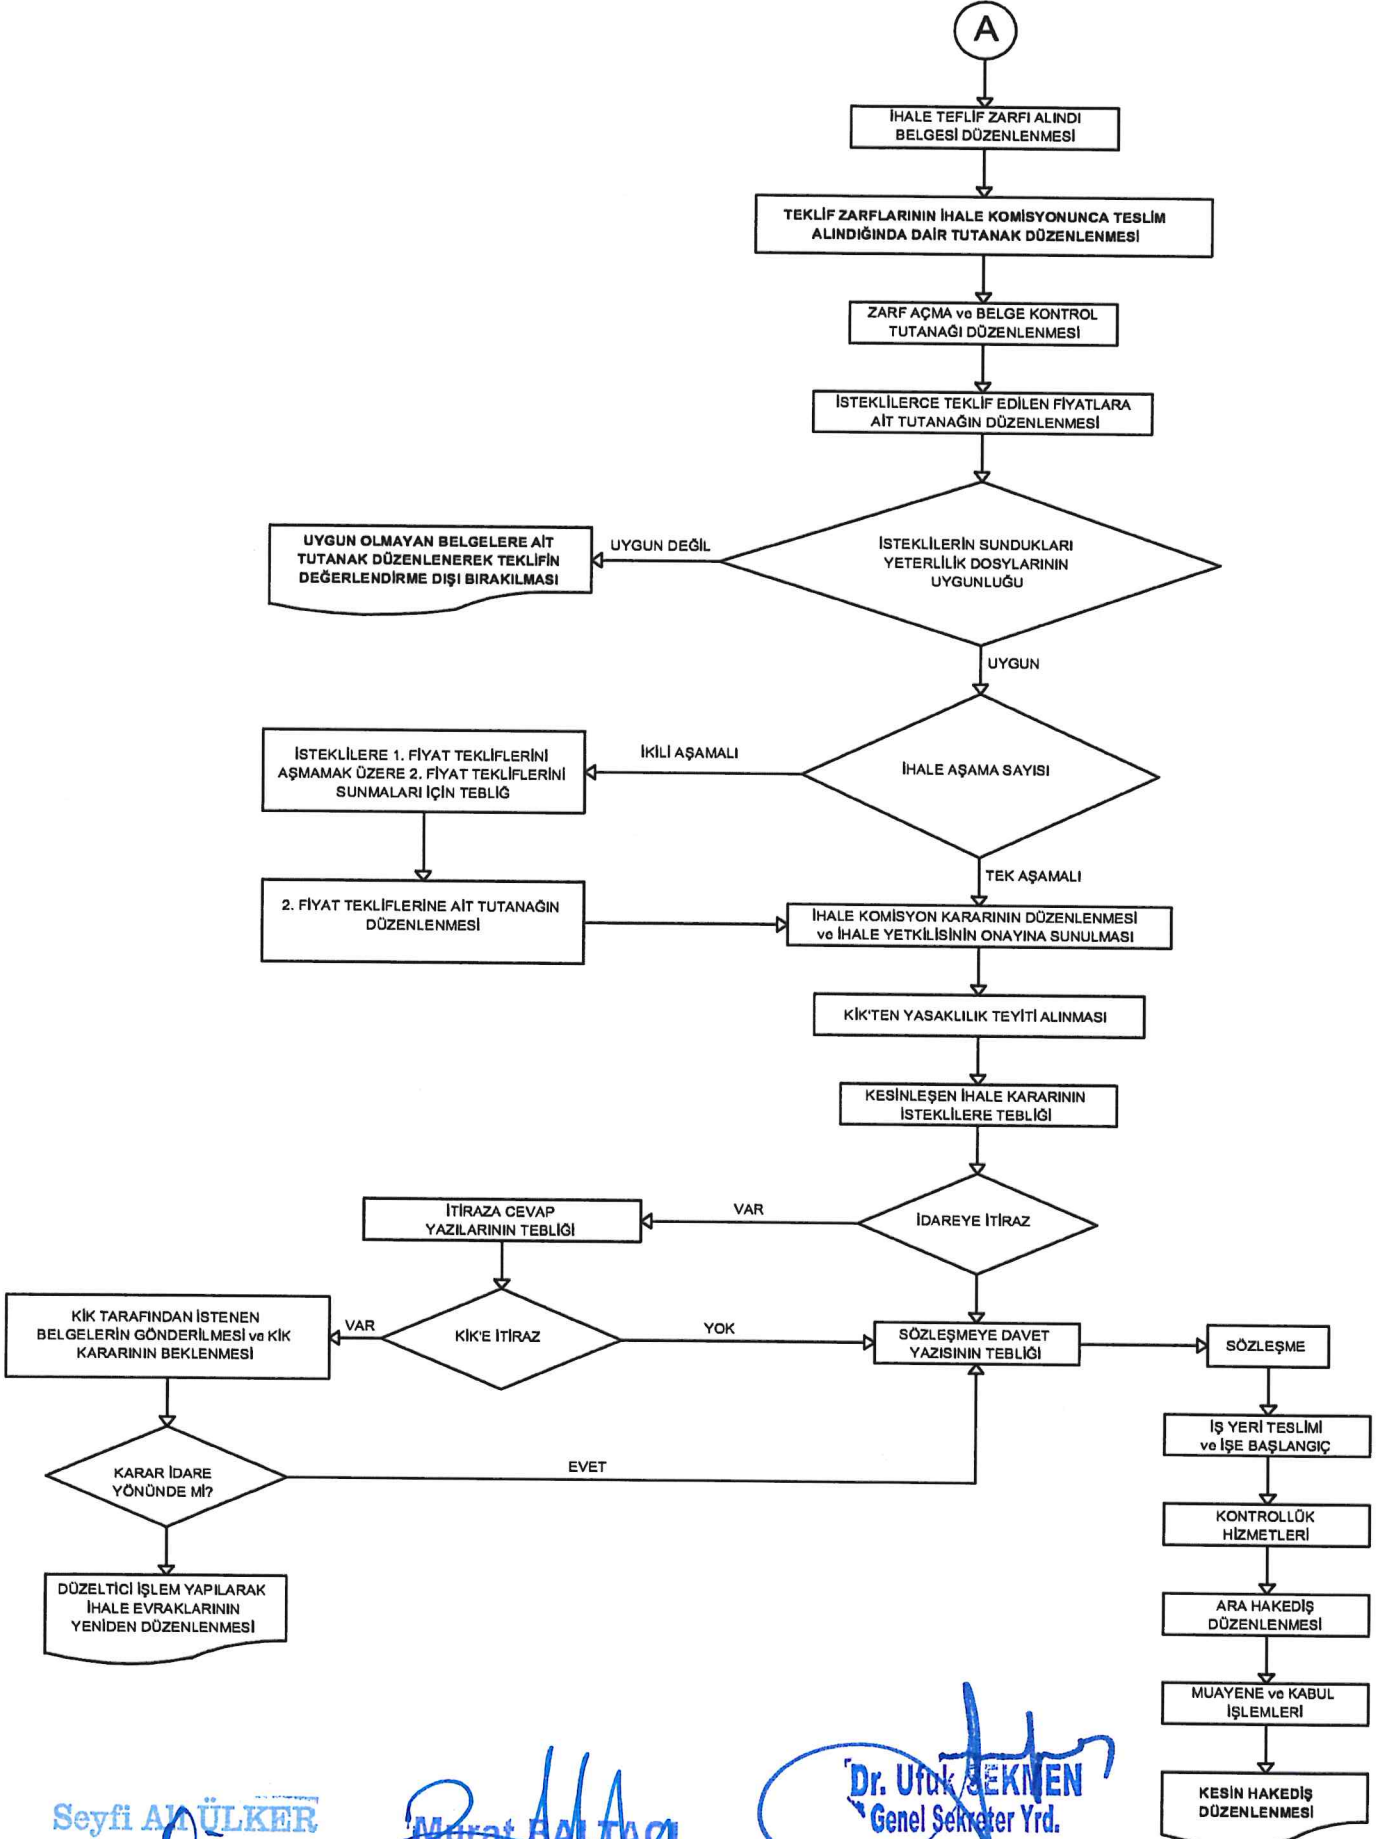 A
İHALE TEFLİF ZARFI ALINDI
BELGESİ DÜZENLENMESİ
TEKLİF ZARFLARININ İHALE KOMİSYONUNCA TESLİM
ALINDIĞINDA DAİR TUTANAK DÜZENLENMESİ
ZARF AÇMA ve BELGE KONTROL
TUTANAĞI DÜZENLENMESİ
İSTEKLİLERCE TEKLİF EDİLEN FİYATLARA
AİT TUTANAĞIN DÜZENLENMESİ
İSTEKLİLERİN SUNDUKLARI
YETERLİLİK DOSYLARININ
UYGUNLUĞU
UYGUN DEĞİL
UYGUN OLMAYAN BELGELERE AİT
TUTANAK DÜZENLENEREK TEKLİFİN
DEĞERLENDİRME DIŞI BIRAKILMASI
UYGUN
İHALE AŞAMA SAYISI
İKİLİ AŞAMALI
İSTEKLİLERE 1. FİYAT TEKLİFLERİNİ
AŞMAMAK ÜZERE 2. FİYAT TEKLİFLERİNİ
SUNMALARI İÇİN TEBLİĞ
TEK AŞAMALI
2. FİYAT TEKLİFLERİNE AİT TUTANAĞIN
DÜZENLENMESİ
İHALE KOMİSYON KARARININ DÜZENLENMESİ
ve İHALE YETKİLİSİNİN ONAYINA SUNULMASI
KİK'TEN YASAKLILIK TEYİTİ ALINMASI
KESİNLEŞEN İHALE KARARININ
İSTEKLİLERE TEBLİĞİ
İDAREYE İTİRAZ
VAR
İTİRAZA CEVAP
YAZILARININ TEBLİĞİ
KİK'E İTİRAZ
VAR
KİK TARAFINDAN İSTENEN
BELGELERİN GÖNDERİLMESİ ve KİK
KARARININ BEKLENMESİ
YOK
SÖZLEŞMEYE DAVET
YAZISININ TEBLİĞİ
SÖZLEŞME
KARAR İDARE
YÖNÜNDE Mİ?
EVET
DÜZELTİCİ İŞLEM YAPILARAK
İHALE EVRAKLARININ
YENİDEN DÜZENLENMESİ
İŞ YERİ TESLİMİ
ve İŞE BAŞLANGIÇ
KONTROLLÜK
HİZMETLERİ
ARA HAKEDİŞ
DÜZENLENMESİ
MUAYENE ve KABUL
İŞLEMLERİ
KESİN HAKEDİŞ
DÜZENLENMESİ
Seyfi Ali ÜLKER
Murat BALTACI
Dr. Ufuk SEKMEN
Genel Sekreter Yrd.